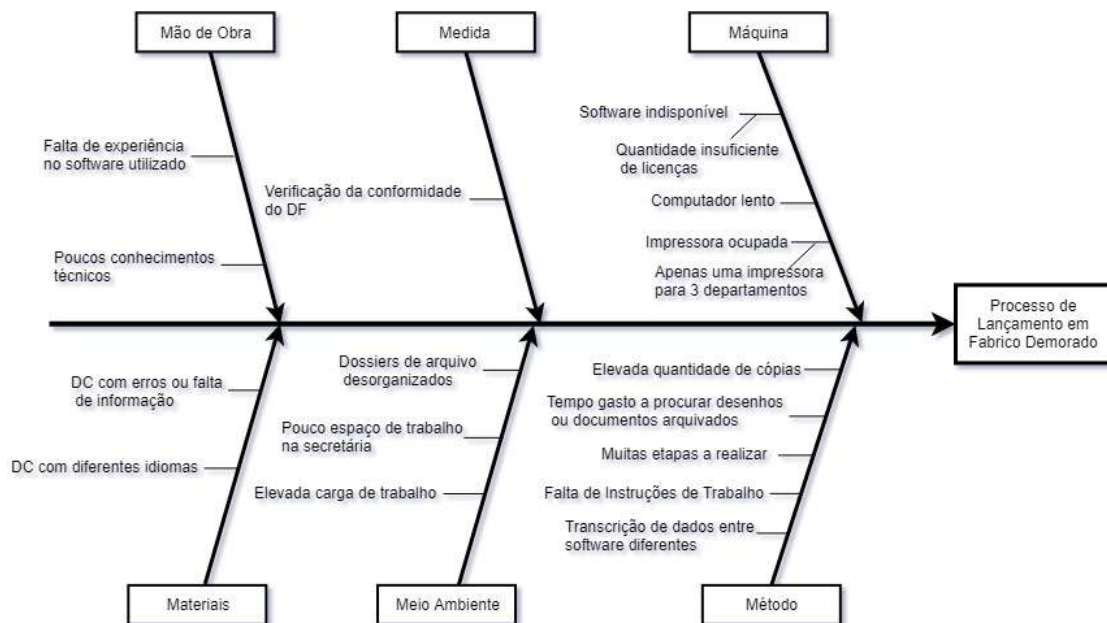 Mão de Obra
Medida
Máquina
Falta de experiência
no software utilizado
Poucos conhecimentos
técnicos
Verificação da conformidade
do DF
Software indisponível
Quantidade insuficiente
de licenças
Computador lento
Impressora ocupada
Apenas uma impressora
para 3 departamentos
Processo de
Lançamento em
Fabrico Demorado
DC com erros ou falta
de informação
DC com diferentes idiomas
Dossiers de arquivo
desorganizados
Pouco espaço de trabalho
na secretária
Elevada carga de trabalho
Elevada quantidade de cópias
Tempo gasto a procurar desenhos
ou documentos arquivados
Muitas etapas a realizar
Falta de Instruções de Trabalho
Transcrição de dados entre
software diferentes
Materiais
Meio Ambiente
Método